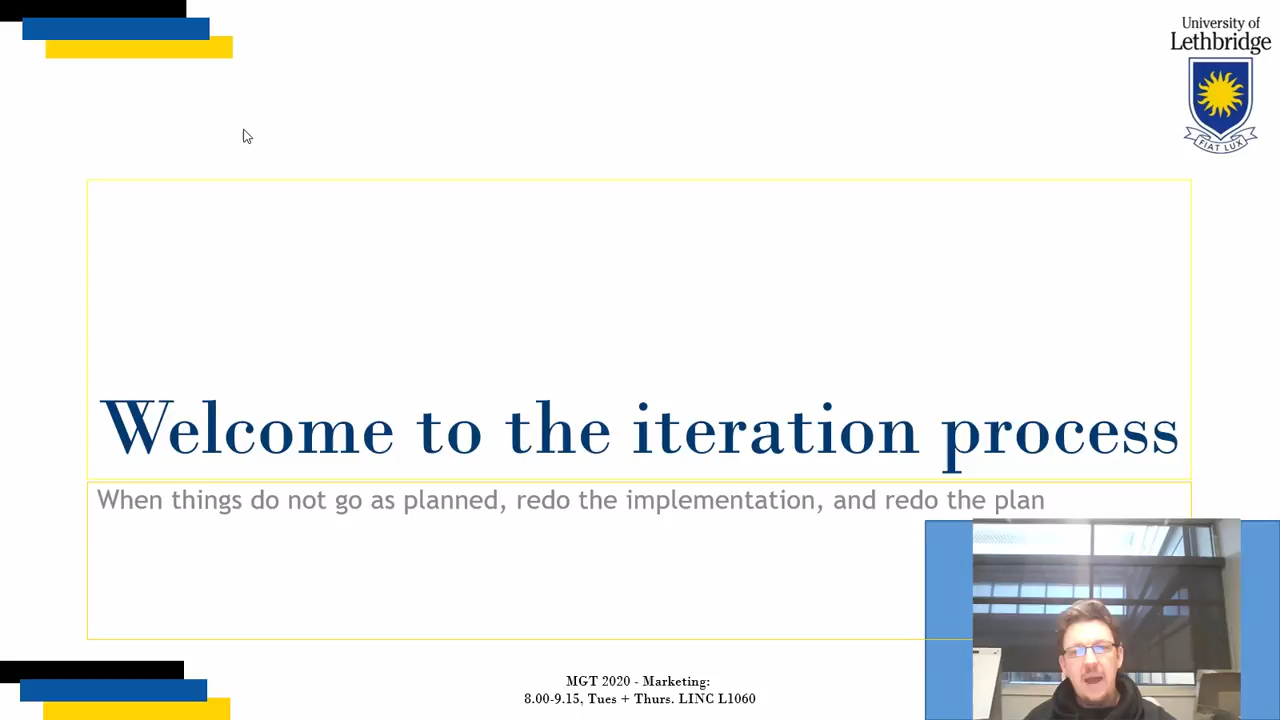 University of
Lethbridge
FIAT LUX
Welcome to the iteration process
When things do not go as planned, redo the implementation, and redo the plan
MGT 2020 - Marketing:
8.00-9.15, Tues + Thurs. LINC L1060